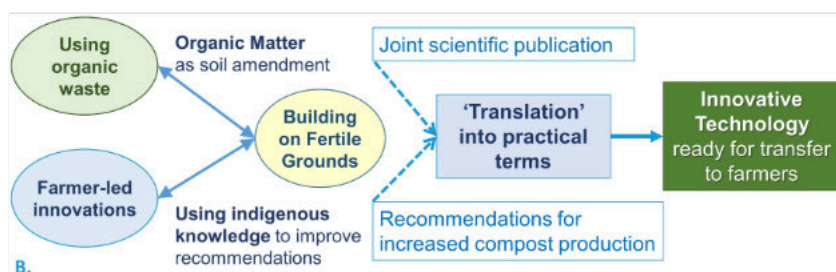 Using
organic
waste
Organic Matter
as soil amendment
Building
on Fertile
Grounds
Farmer-led
innovations
Using indigenous
knowledge to improve
recommendations
Joint scientific publication
‘Translation’
into practical
terms
Recommendations for
increased compost production
Innovative
Technology
ready for transfer
to farmers
B.